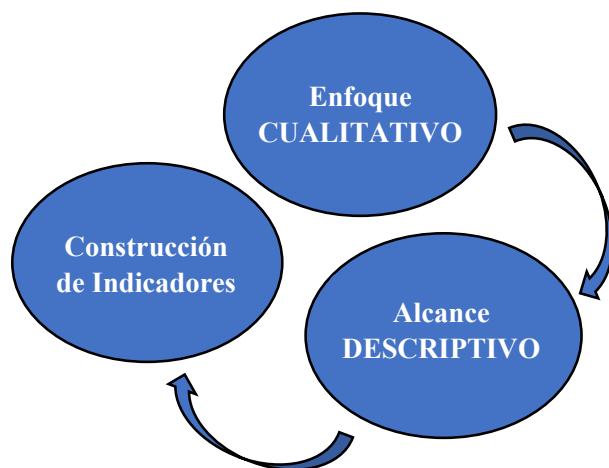 Enfoque
CUALITATIVO
Alcance
DESCRIPTIVO
Construcción
de Indicadores